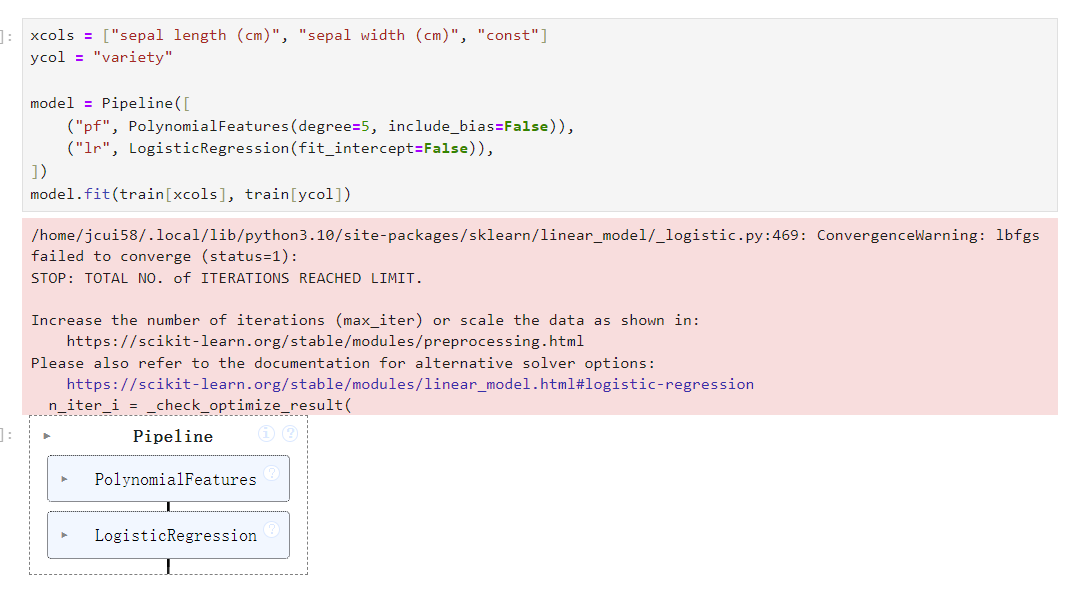 ]: xcols = ["sepal length (cm)", "sepal width (cm)", "const"]
ycol = "variety"
model = Pipeline([
    ("pf", PolynomialFeatures(degree=5, include_bias=False)),
    ("lr", LogisticRegression(fit_intercept=False)),
])
model.fit(train[xcols], train[ycol])
/home/jcui58/.local/lib/python3.10/site-packages/sklearn/linear_model/_logistic.py:469: ConvergenceWarning: lbfgs
failed to converge (status=1):
STOP: TOTAL NO. of ITERATIONS REACHED LIMIT.
Increase the number of iterations (max_iter) or scale the data as shown in:
    https://scikit-learn.org/stable/modules/preprocessing.html
Please also refer to the documentation for alternative solver options:
    https://scikit-learn.org/stable/modules/linear_model.html#logistic-regression
  n_iter_i = _check_optimize_result(
]: ▸ Pipeline i ?
▸ PolynomialFeatures ?
▸ LogisticRegression ?